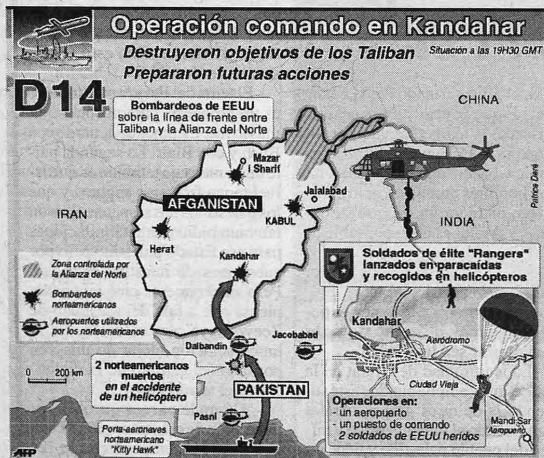 Operación comando en Kandahar
Destruyeron objetivos de los Taliban
Situación a las 19H30 GMT
Prepararon futuras acciones
D14
Bombardeos de EEUU
sobre la línea de frente entre
Taliban y la Alianza del Norte
CHINA
Patrice Deré
Mazar
i Sharif
Jalalabad
AFGANISTAN
KABUL
IRAN
INDIA
Herat
Kandahar
Zona controlada por
la Alianza del Norte
Bombardeos
norteamericanos
Aeropuertos utilizados
por los norteamericanos
Soldados de élite "Rangers"
lanzados en paracaídas
y recogidos en helicópteros
Kandahar
Aeródromo
Ciudad Vieja
Mandi Sar
Aeropuerto
Operaciones en:
- un aeropuerto
- un puesto de comando
2 soldados de EEUU heridos
Dalbandin
Jacobabad
0 200 km
2 norteamericanos
muertos
en el accidente
de un helicóptero
PAKISTAN
Pasni
Porta-aeronaves
norteamericano
"Kitty Hawk"
AFP